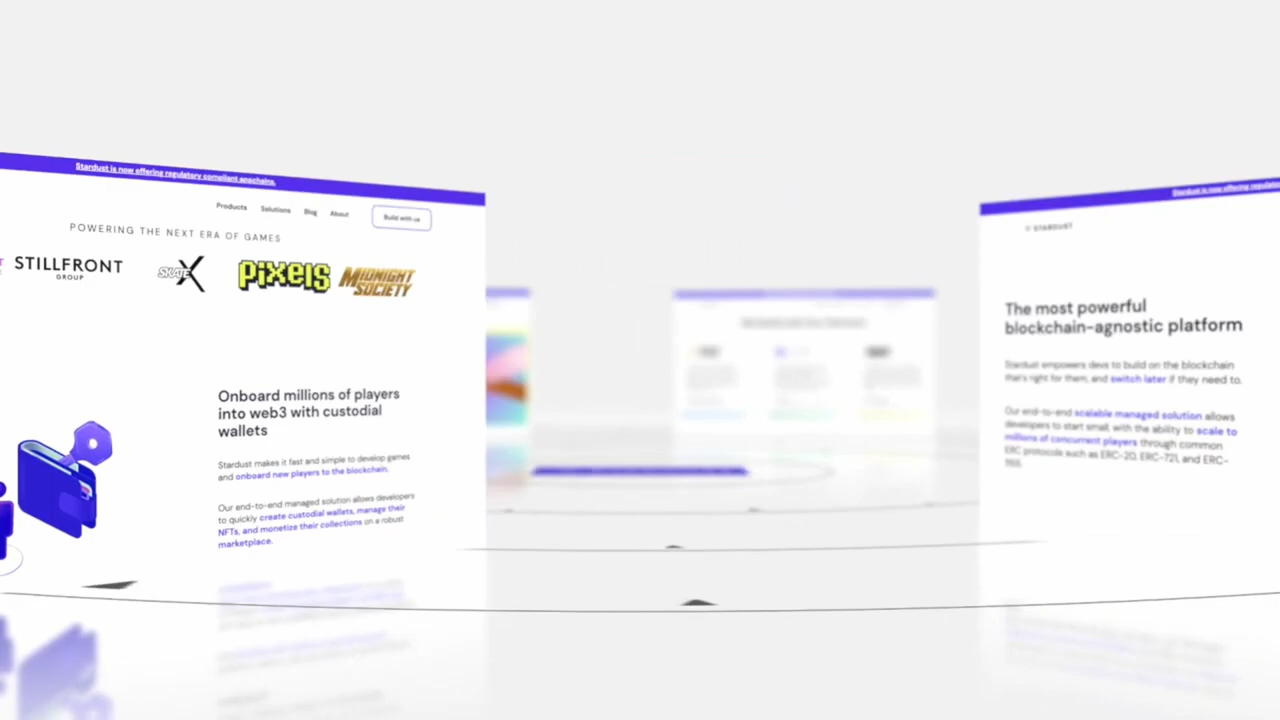 Stardust is now offering regulatory compliant appchains.
Products Solutions Blog About Build with us
POWERING THE NEXT ERA OF GAMES
STILLFRONT
GROUP
SKATE X
PIXELS
MIDNIGHT
SOCIETY
Onboard millions of players
into web3 with custodial
wallets
Stardust makes it fast and simple to develop games
and onboard new players to the blockchain.
Our end-to-end managed solution allows developers
to quickly create custodial wallets, manage their
NFTs, and monetize their collections on a robust
marketplace.
Stardust is now offering
STARDUST
The most powerful
blockchain-agnostic platform
Stardust empowers devs to build on the blockchain
that's right for them, and switch later if they need to.
Our end-to-end scalable managed solution allows
developers to start small, with the ability to scale to
millions of concurrent players through common
ERC protocols such as ERC-20, ERC-721, and ERC-
1155.